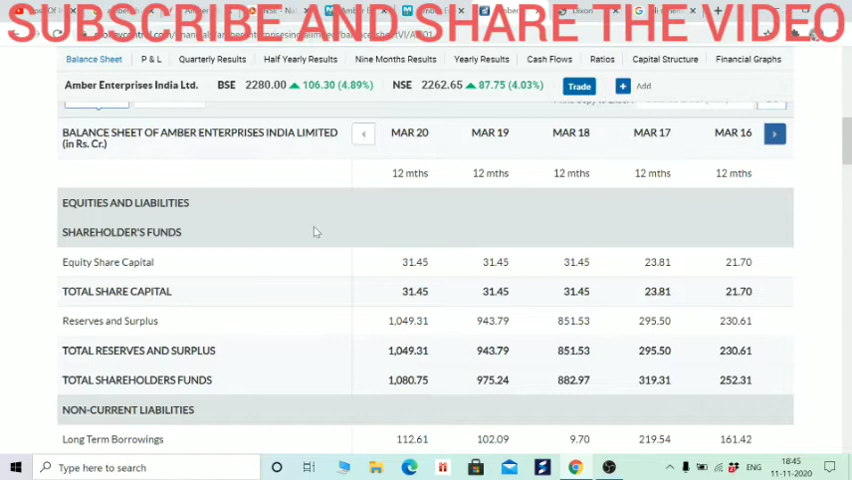 SUBSCRIBE AND SHARE THE VIDEO
Balance Sheet P & L Quarterly Results Half Yearly Results Nine Months Results Yearly Results Cash Flows Ratios Capital Structure Financial Graphs
Amber Enterprises India Ltd. BSE 2280.00 ▲ 106.30 (4.89%) NSE 2262.65 ▲ 87.75 (4.03%) Trade + Add
BALANCE SHEET OF AMBER ENTERPRISES INDIA LIMITED MAR 20 MAR 19 MAR 18 MAR 17 MAR 16
(in Rs. Cr.)
12 mths 12 mths 12 mths 12 mths 12 mths
EQUITIES AND LIABILITIES
SHAREHOLDER'S FUNDS
Equity Share Capital 31.45 31.45 31.45 23.81 21.70
TOTAL SHARE CAPITAL 31.45 31.45 31.45 23.81 21.70
Reserves and Surplus 1,049.31 943.79 851.53 295.50 230.61
TOTAL RESERVES AND SURPLUS 1,049.31 943.79 851.53 295.50 230.61
TOTAL SHAREHOLDERS FUNDS 1,080.75 975.24 882.97 319.31 252.31
NON-CURRENT LIABILITIES
Long Term Borrowings 112.61 102.09 9.70 219.54 161.42
Type here to search ENG 18:45
11-11-2020